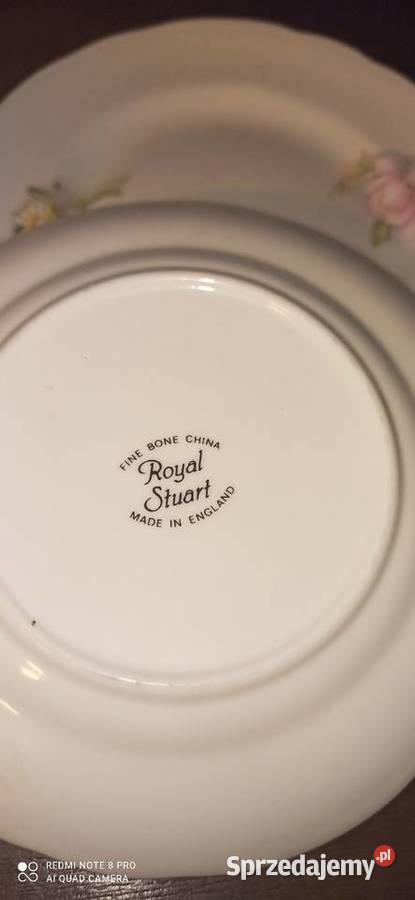 FINE BONE CHINA
Royal
Stuart
MADE IN ENGLAND
REDMI NOTE 8 PRO
AI QUAD CAMERA
Sprzedajemy.pl